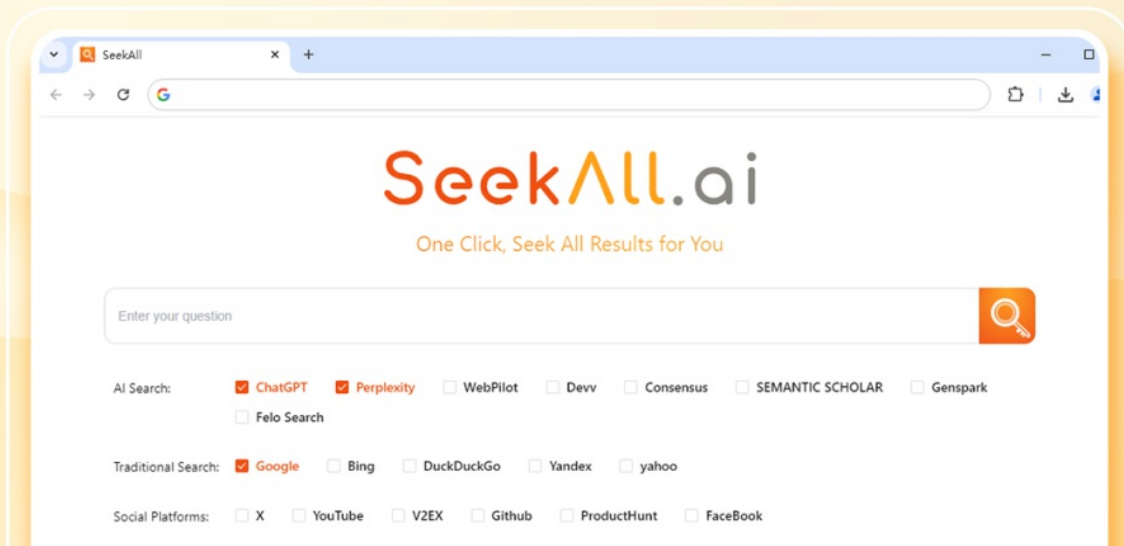 SeekAll
SeekAll.ai
One Click, Seek All Results for You
Enter your question
AI Search: ChatGPT Perplexity WebPilot Devv Consensus SEMANTIC SCHOLAR Genspark
Felo Search
Traditional Search: Google Bing DuckDuckGo Yandex yahoo
Social Platforms: X YouTube V2EX Github ProductHunt FaceBook